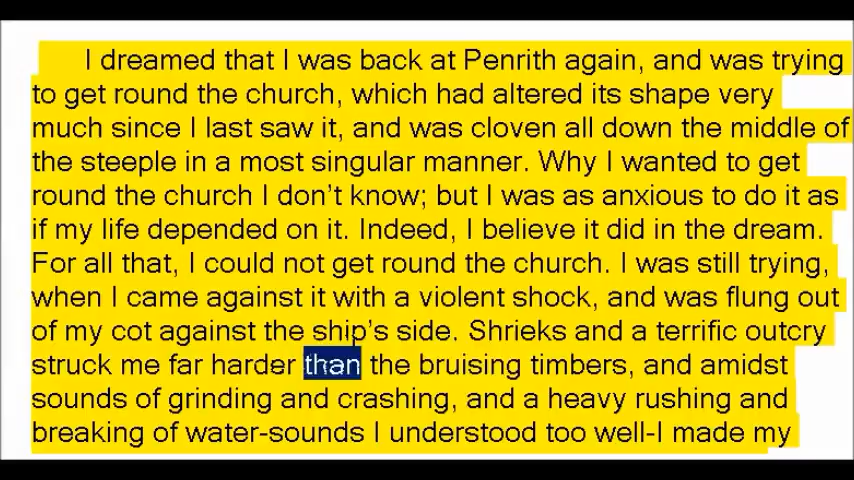 I dreamed that I was back at Penrith again, and was trying
to get round the church, which had altered its shape very
much since I last saw it, and was cloven all down the middle of
the steeple in a most singular manner. Why I wanted to get
round the church I don’t know; but I was as anxious to do it as
if my life depended on it. Indeed, I believe it did in the dream.
For all that, I could not get round the church. I was still trying,
when I came against it with a violent shock, and was flung out
of my cot against the ship’s side. Shrieks and a terrific outcry
struck me far harder than the bruising timbers, and amidst
sounds of grinding and crashing, and a heavy rushing and
breaking of water-sounds I understood too well-I made my